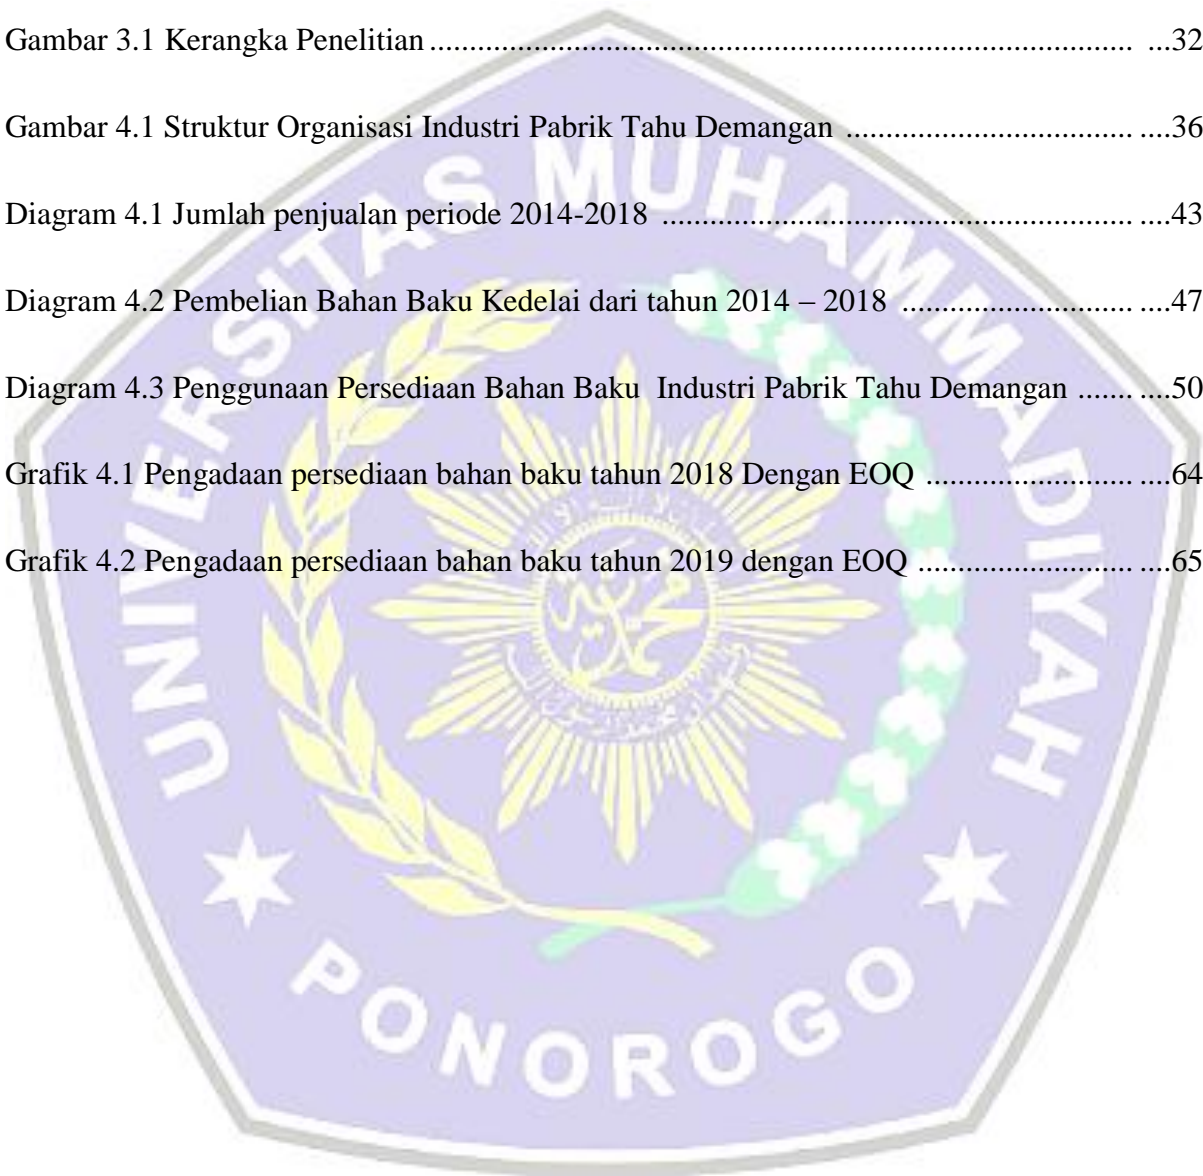 Gambar 3.1 Kerangka Penelitian ...................................................................................... ...32
Gambar 4.1 Struktur Organisasi Industri Pabrik Tahu Demangan ................................... ....36
Diagram 4.1 Jumlah penjualan periode 2014-2018 ......................................................... ....43
Diagram 4.2 Pembelian Bahan Baku Kedelai dari tahun 2014 – 2018 ............................ ....47
Diagram 4.3 Penggunaan Persediaan Bahan Baku  Industri Pabrik Tahu Demangan ....... ....50
Grafik 4.1 Pengadaan persediaan bahan baku tahun 2018 Dengan EOQ ......................... ....64
Grafik 4.2 Pengadaan persediaan bahan baku tahun 2019 dengan EOQ .......................... ....65
UNIVERSITAS MUHAMMADIYAH
PONOROGO